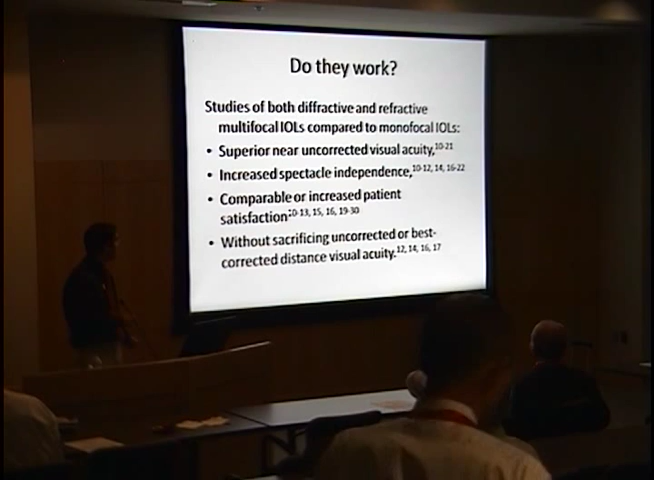 Do they work?
Studies of both diffractive and refractive
multifocal IOLs compared to monofocal IOLs:
• Superior near uncorrected visual acuity,10-21
• Increased spectacle independence,10-12, 14, 16-22
• Comparable or increased patient
satisfaction:10-13, 15, 16, 19-30
• Without sacrificing uncorrected or best-
corrected distance visual acuity.12, 14, 16, 17